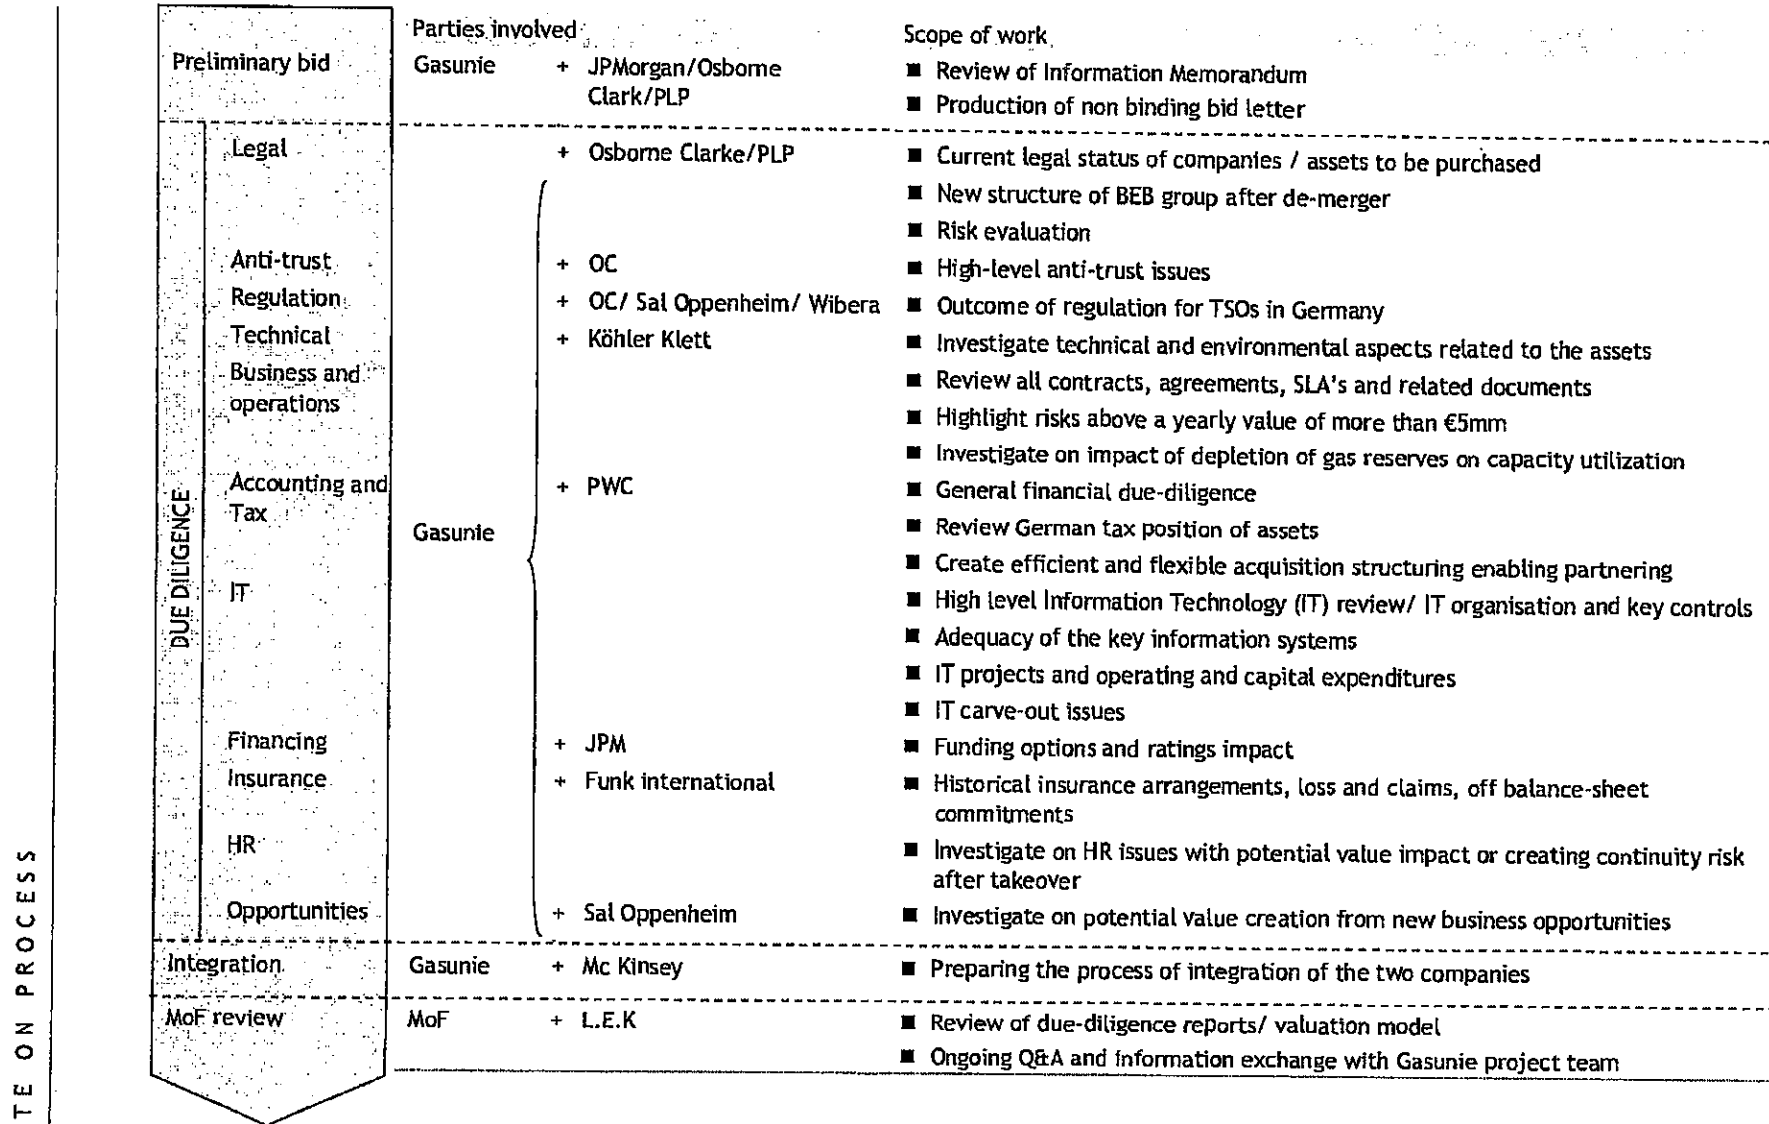 Parties involved
Scope of work
Preliminary bid
Gasunie
+ JPMorgan/Osborne
Clark/PLP
■ Review of Information Memorandum
■ Production of non binding bid letter
DUE DILIGENCE
Legal
+ Osborne Clarke/PLP
■ Current legal status of companies / assets to be purchased
■ New structure of BEB group after de-merger
■ Risk evaluation
Anti-trust
+ OC
■ High-level anti-trust issues
Regulation
+ OC/ Sal Oppenheim/ Wibera
■ Outcome of regulation for TSOs in Germany
Technical
+ Köhler Klett
■ Investigate technical and environmental aspects related to the assets
Business and
operations
■ Review all contracts, agreements, SLA's and related documents
■ Highlight risks above a yearly value of more than €5mm
■ Investigate on impact of depletion of gas reserves on capacity utilization
Accounting and
Tax
Gasunie
+ PWC
■ General financial due-diligence
■ Review German tax position of assets
■ Create efficient and flexible acquisition structuring enabling partnering
IT
■ High level Information Technology (IT) review/ IT organisation and key controls
■ Adequacy of the key information systems
■ IT projects and operating and capital expenditures
■ IT carve-out issues
Financing
+ JPM
■ Funding options and ratings impact
Insurance
+ Funk international
■ Historical insurance arrangements, loss and claims, off balance-sheet
commitments
HR
■ Investigate on HR issues with potential value impact or creating continuity risk
after takeover
Opportunities
+ Sal Oppenheim
■ Investigate on potential value creation from new business opportunities
Integration
Gasunie
+ Mc Kinsey
■ Preparing the process of integration of the two companies
MoF review
MoF
+ L.E.K
■ Review of due-diligence reports/ valuation model
■ Ongoing Q&A and information exchange with Gasunie project team
TE ON PROCESS